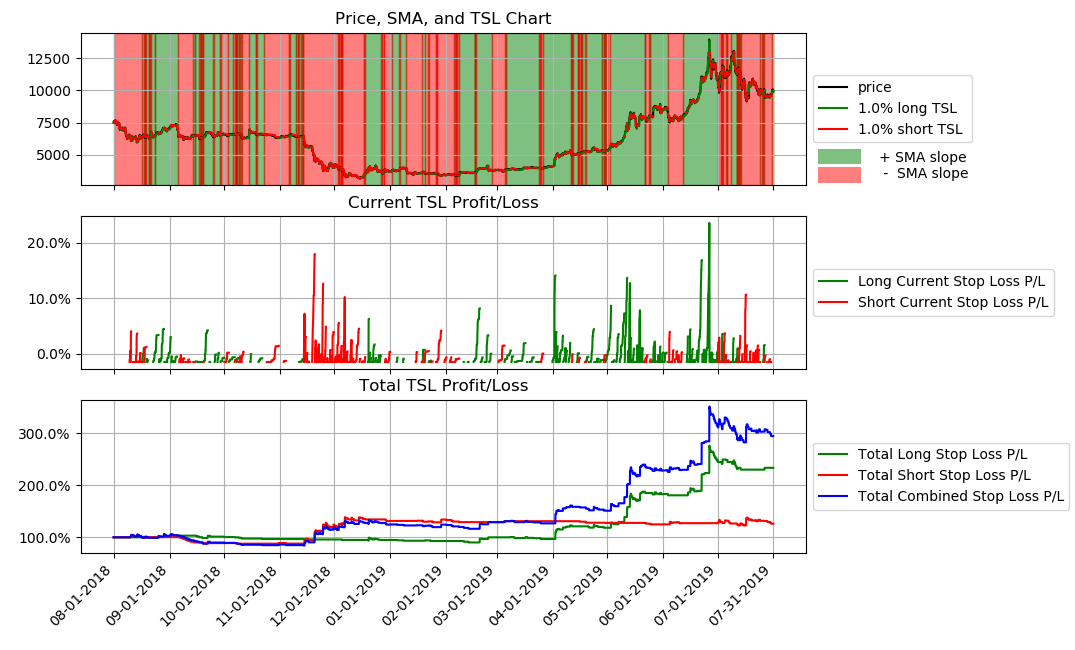 Price, SMA, and TSL Chart
12500
10000
7500
5000
price
1.0% long TSL
1.0% short TSL
+ SMA slope
- SMA slope
Current TSL Profit/Loss
20.0%
10.0%
0.0%
Long Current Stop Loss P/L
Short Current Stop Loss P/L
Total TSL Profit/Loss
300.0%
200.0%
100.0%
Total Long Stop Loss P/L
Total Short Stop Loss P/L
Total Combined Stop Loss P/L
08-01-2018
09-01-2018
10-01-2018
11-01-2018
12-01-2018
01-01-2019
02-01-2019
03-01-2019
04-01-2019
05-01-2019
06-01-2019
07-01-2019
07-31-2019